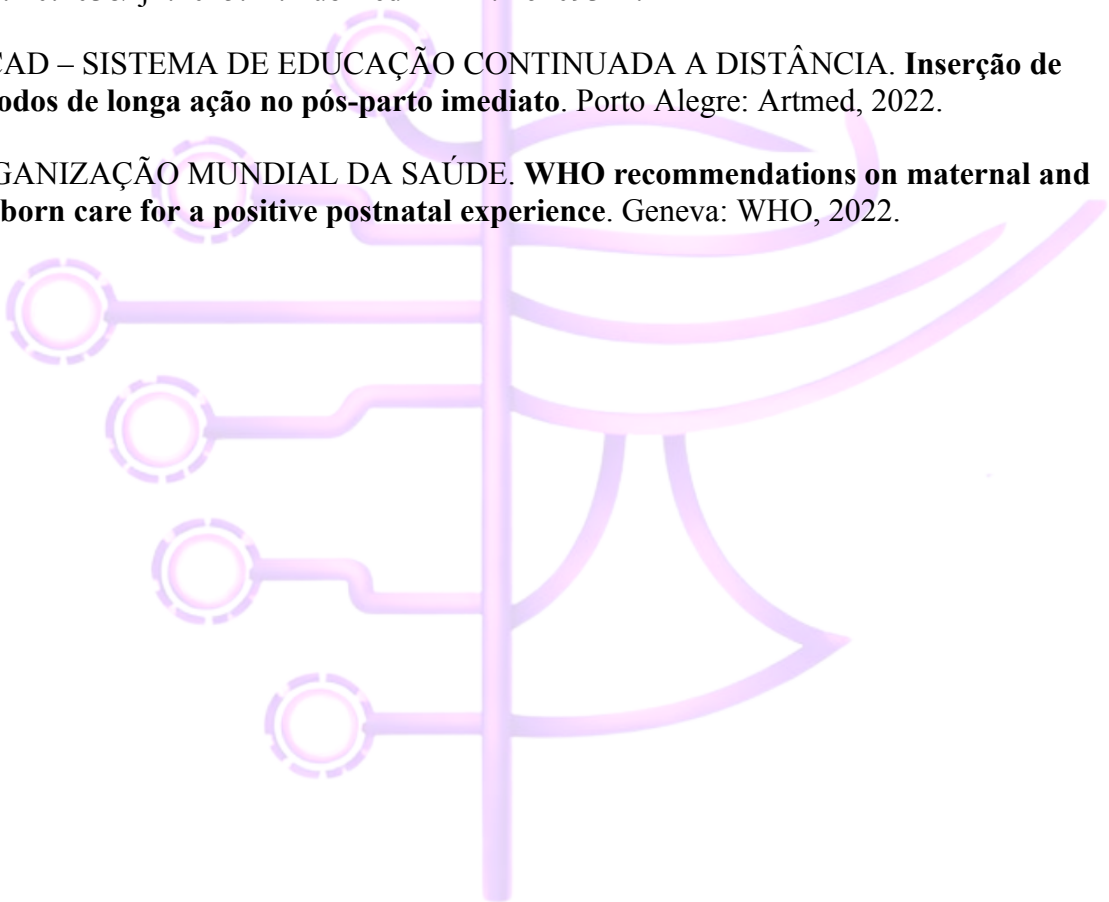 CAD – SISTEMA DE EDUCAÇÃO CONTINUADA A DISTÂNCIA. Inserção de
odos de longa ação no pós-parto imediato. Porto Alegre: Artmed, 2022.
GANIZAÇÃO MUNDIAL DA SAÚDE. WHO recommendations on maternal and
born care for a positive postnatal experience. Geneva: WHO, 2022.